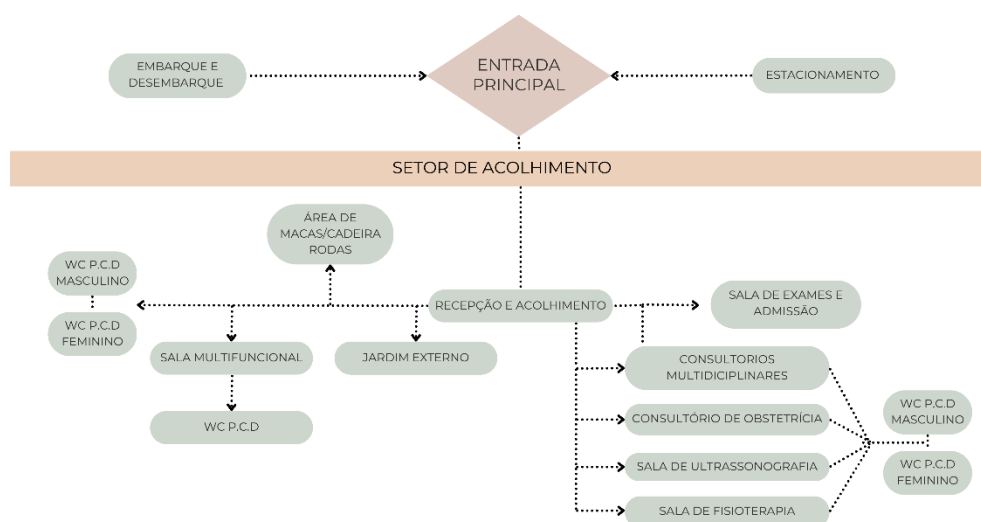 EMBARQUE E
DESEMBARQUE
ENTRADA
PRINCIPAL
ESTACIONAMENTO
SETOR DE ACOLHIMENTO
ÁREA DE
MACAS/CADEIRA
RODAS
WC P.C.D
MASCULINO
WC P.C.D
FEMININO
RECEPÇÃO E ACOLHIMENTO
SALA DE EXAMES E
ADMISSÃO
SALA MULTIFUNCIONAL
JARDIM EXTERNO
CONSULTORIOS
MULTIDICIPLINARES
WC P.C.D
CONSULTÓRIO DE OBSTETRÍCIA
WC P.C.D
MASCULINO
SALA DE ULTRASSONOGRAFIA
WC P.C.D
FEMININO
SALA DE FISIOTERAPIA